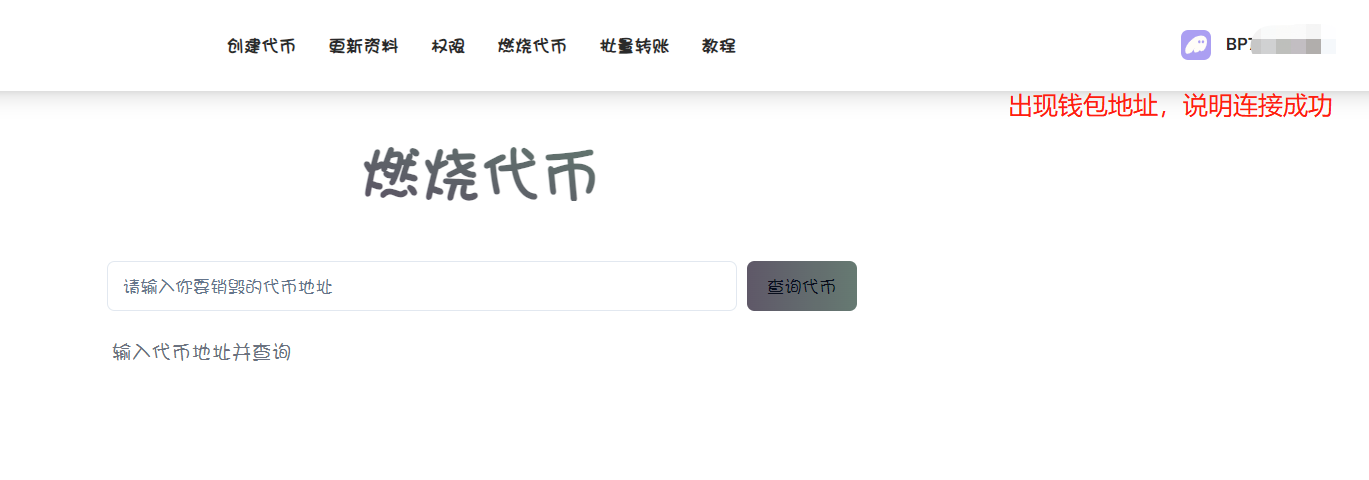 创建代币 更新资料 权限 燃烧代币 批量转账 教程 BP
出现钱包地址，说明连接成功
燃烧代币
请输入你要销毁的代币地址 查询代币
输入代币地址并查询